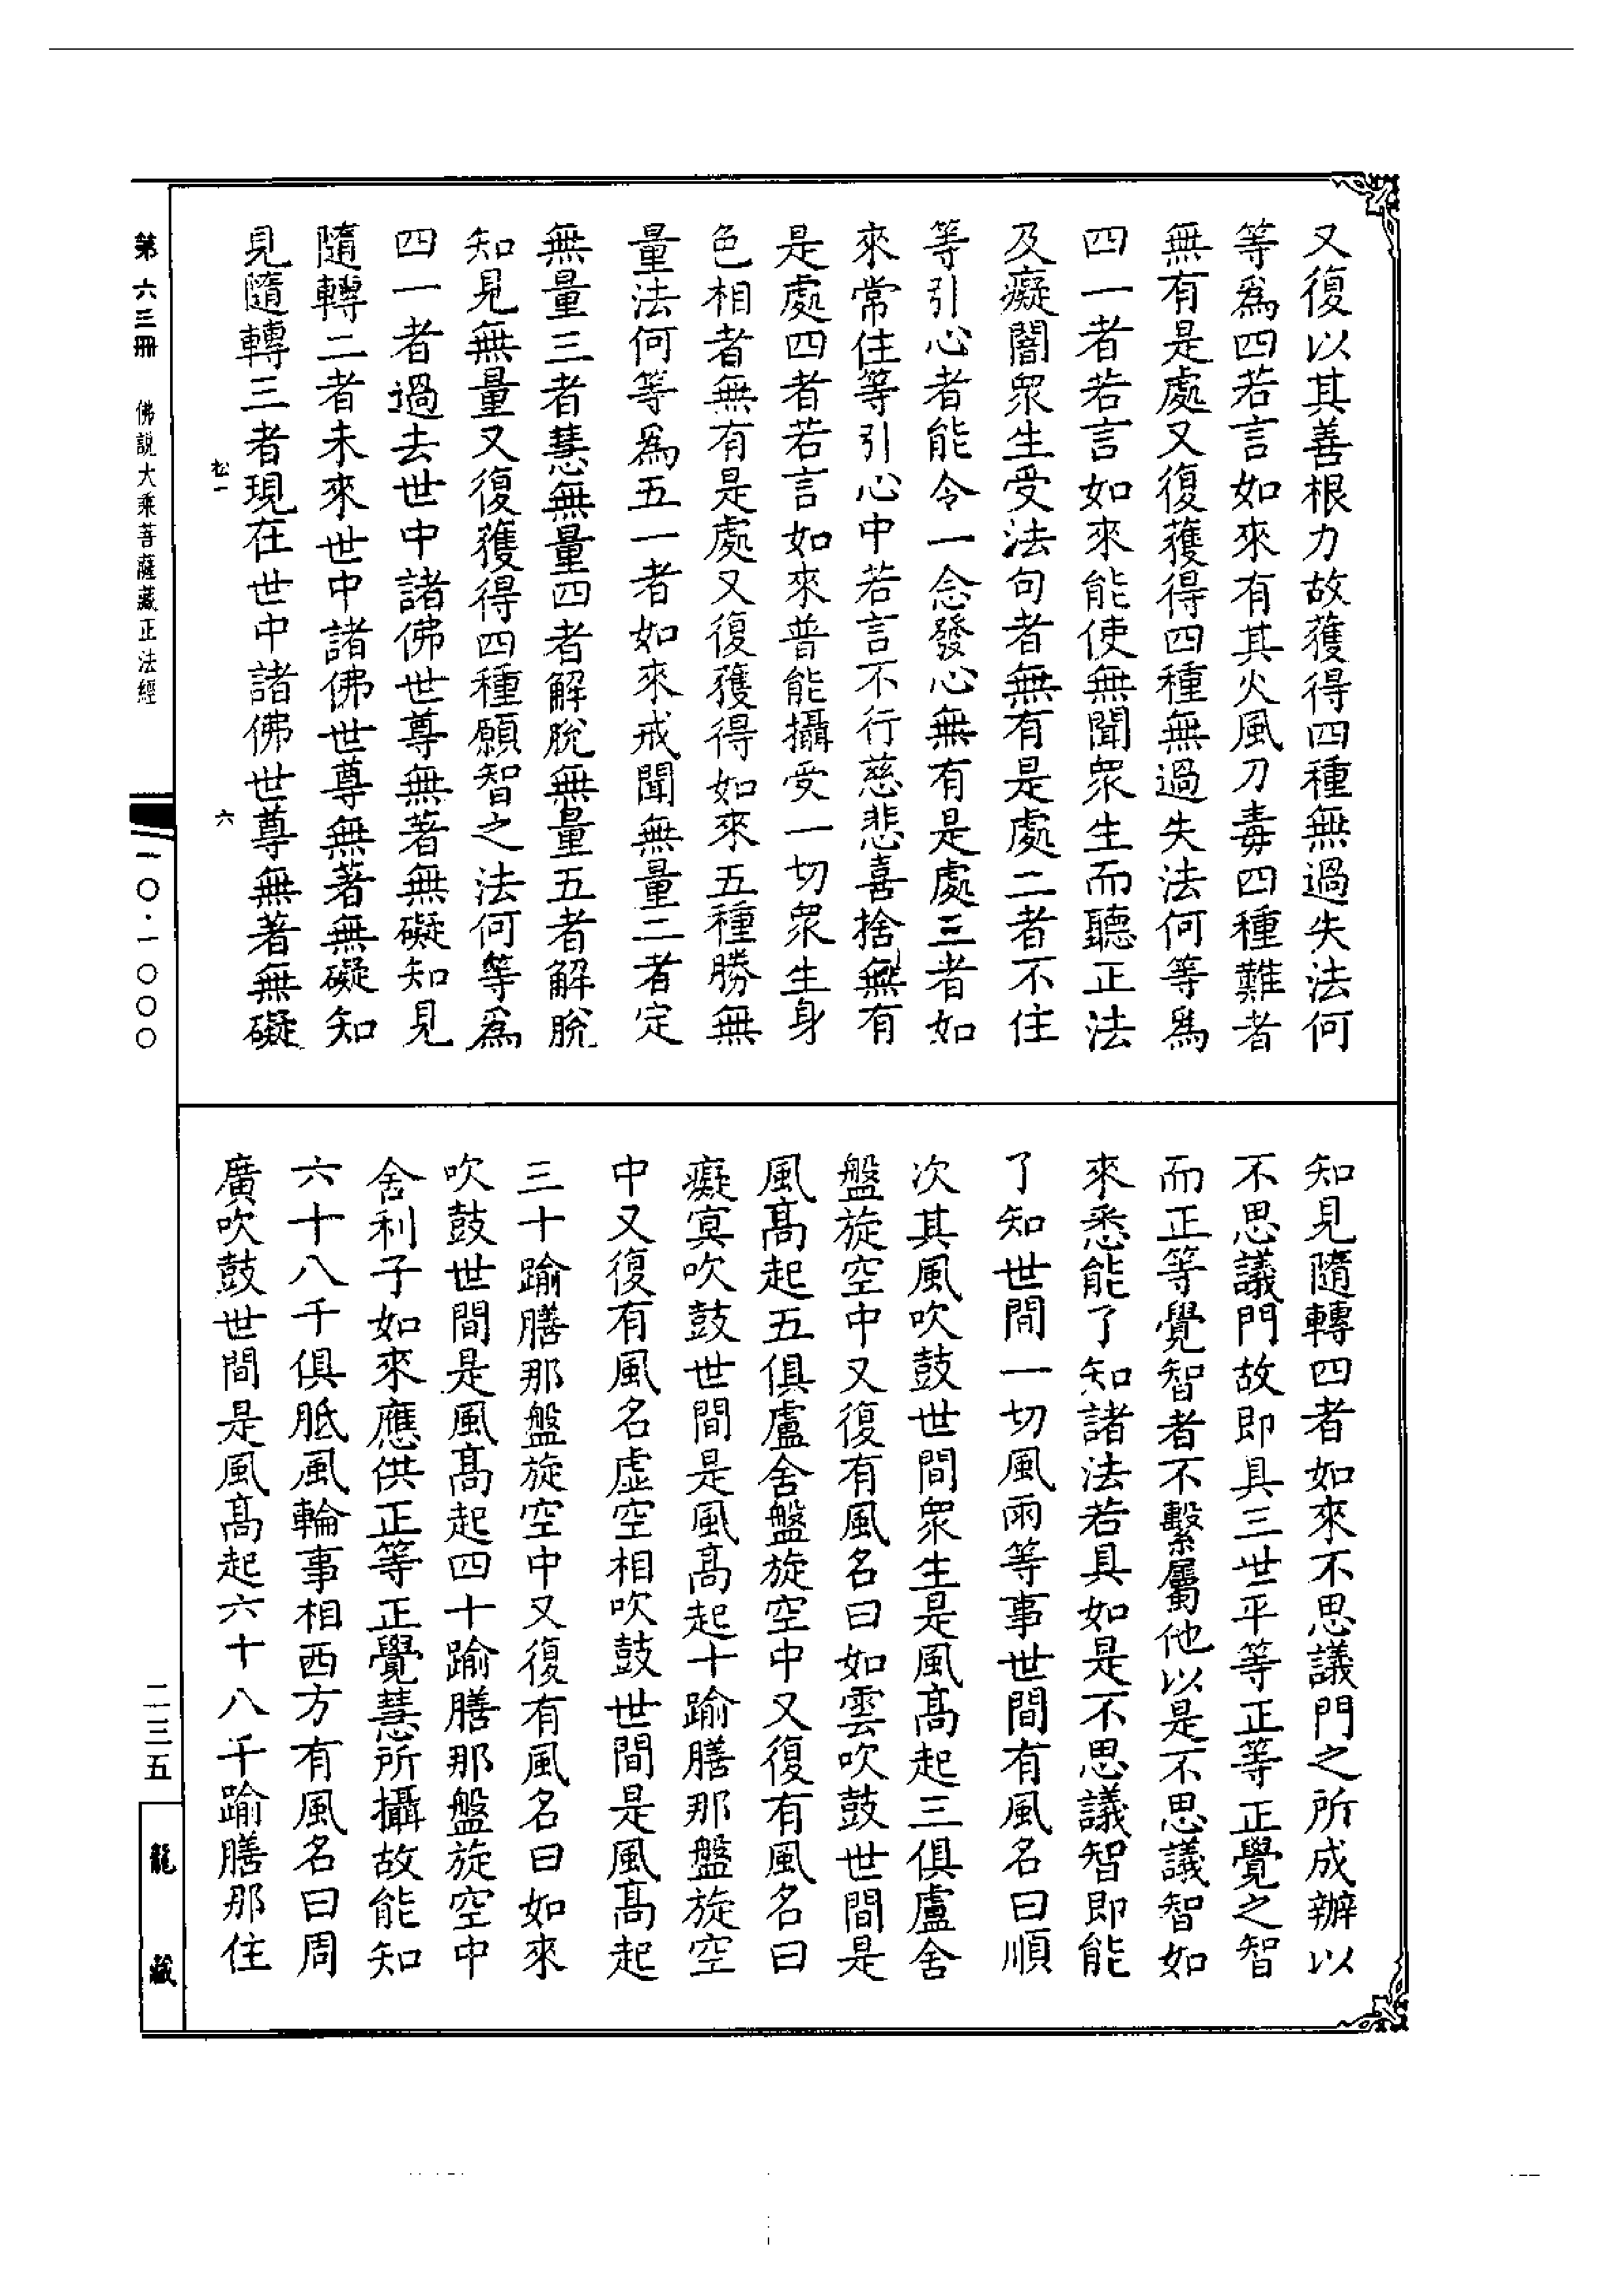 又復以其善根力故獲得四種無過失法何
等爲四若言如來有其火風刀毒四種難者
無有是處又復獲得四種無過失法何等爲
四一者若言如來能使無聞眾生而聽正法
及癡闇眾生受法句者無有是處二者不住
等引心者能令一念發心無有是處三者如
來常住等引心中若言不行慈悲喜捨無有
是處四者若言如來普能攝受一切眾生身
色相者無有是處又復獲得如來五種勝無
量法何等爲五一者如來戒聞無量二者定
無量三者慧無量四者解脫無量五者解脫
知見無量又復獲得四種願智之法何等爲
四一者過去世中諸佛世尊無著無礙知見
隨轉二者未來世中諸佛世尊無著無礙知
見隨轉三者現在世中諸佛世尊無著無礙
松一
六
知見隨轉四者如來不思議門之所成辦以
不思議門故即具三世平等正等正覺之智
而正等覺智者不繫屬他以是不思議智如
來悉能了知諸法若具如是不思議智即能
了知世間一切風雨等事世間有風名曰順
次其風吹鼓世間眾生是風高起三俱盧舍
盤旋空中又復有風名曰如雲吹鼓世間是
風高起五俱盧舍盤旋空中又復有風名曰
癡冥吹鼓世間是風高起十踰膳那盤旋空
中又復有風名虛空相吹鼓世間是風高起
三十踰膳那盤旋空中又復有風名曰如來
吹鼓世間是風高起四十踰膳那盤旋空中
舍利子如來應供正等正覺慧所攝故能知
六十八千俱胝風輪事相西方有風名曰周
廣吹鼓世間是風高起六十八千踰膳那住
第六三冊 佛說大乘菩薩藏正法經
一〇·一〇〇〇
二三五
龍藏